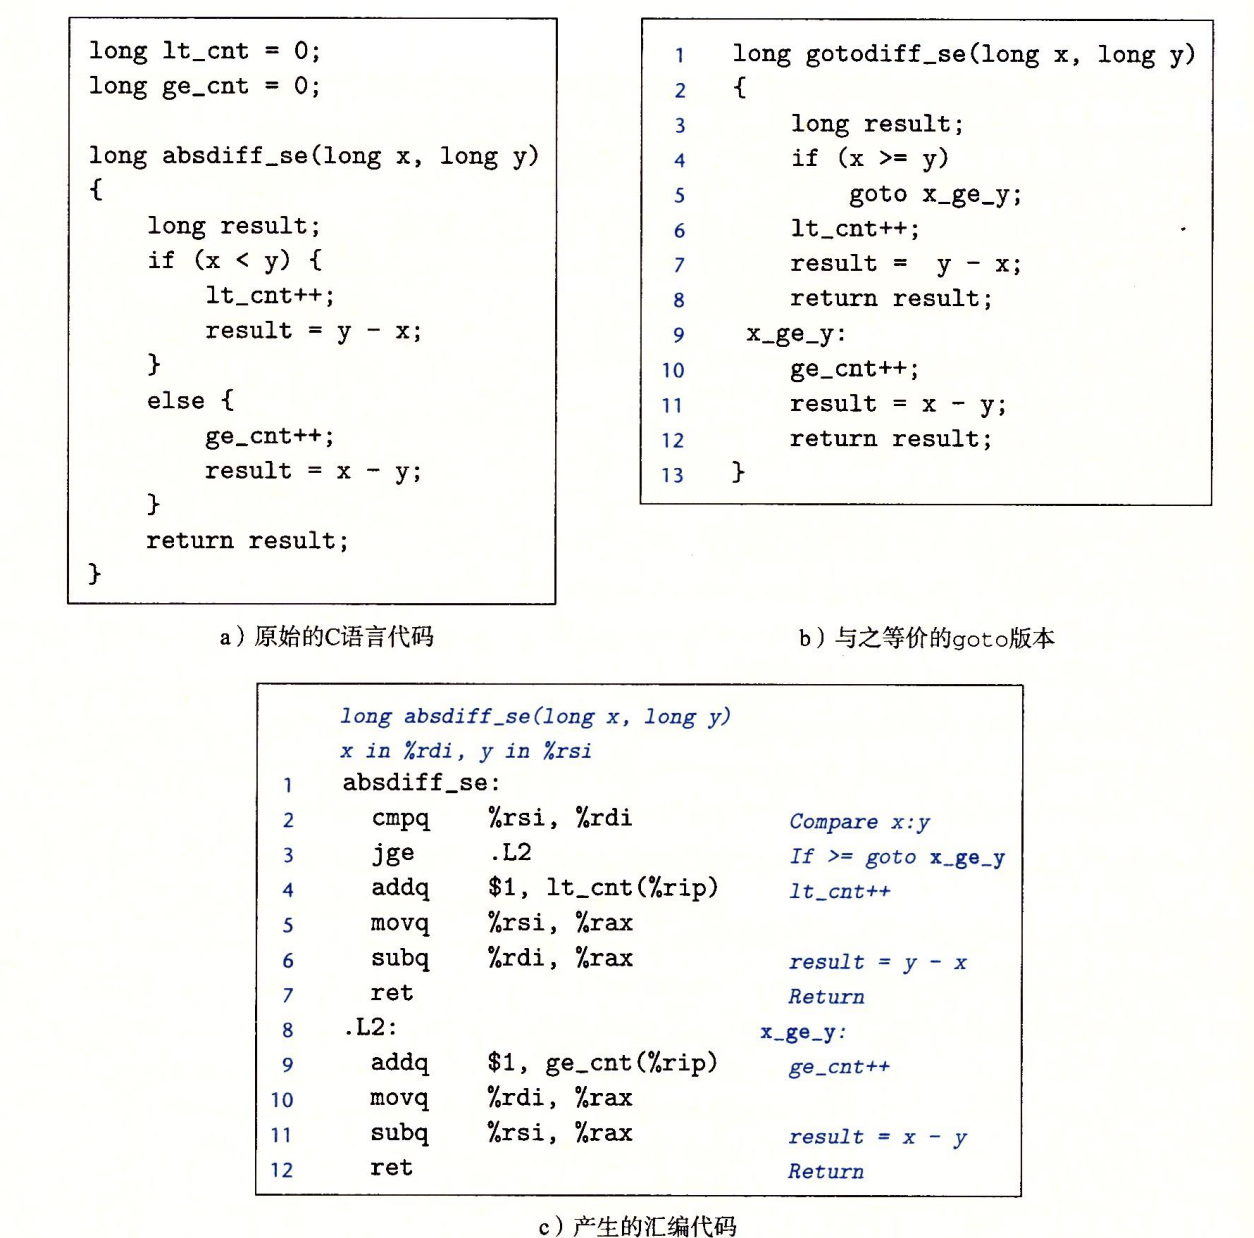 long lt_cnt = 0;
long ge_cnt = 0;
long absdiff_se(long x, long y)
{
    long result;
    if (x < y) {
        lt_cnt++;
        result = y - x;
    }
    else {
        ge_cnt++;
        result = x - y;
    }
    return result;
}
a）原始的C语言代码
1 long gotodiff_se(long x, long y)
2 {
3     long result;
4     if (x >= y)
5         goto x_ge_y;
6     lt_cnt++;
7     result =  y - x;
8     return result;
9  x_ge_y:
10     ge_cnt++;
11     result = x - y;
12     return result;
13 }
b）与之等价的goto版本
long absdiff_se(long x, long y)
x in %rdi, y in %rsi
1 absdiff_se:
2   cmpq    %rsi, %rdi    Compare x:y
3   jge     .L2    If >= goto x_ge_y
4   addq    $1, lt_cnt(%rip)    lt_cnt++
5   movq    %rsi, %rax
6   subq    %rdi, %rax    result = y - x
7   ret    Return
8 .L2:    x_ge_y:
9   addq    $1, ge_cnt(%rip)    ge_cnt++
10   movq    %rdi, %rax
11   subq    %rsi, %rax    result = x - y
12   ret    Return
c）产生的汇编代码